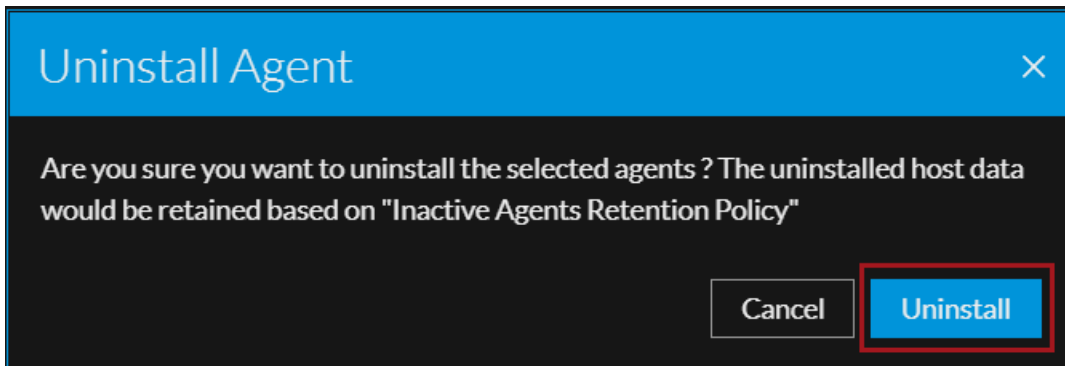 Uninstall Agent
Are you sure you want to uninstall the selected agents ? The uninstalled host data
would be retained based on "Inactive Agents Retention Policy"
Cancel
Uninstall